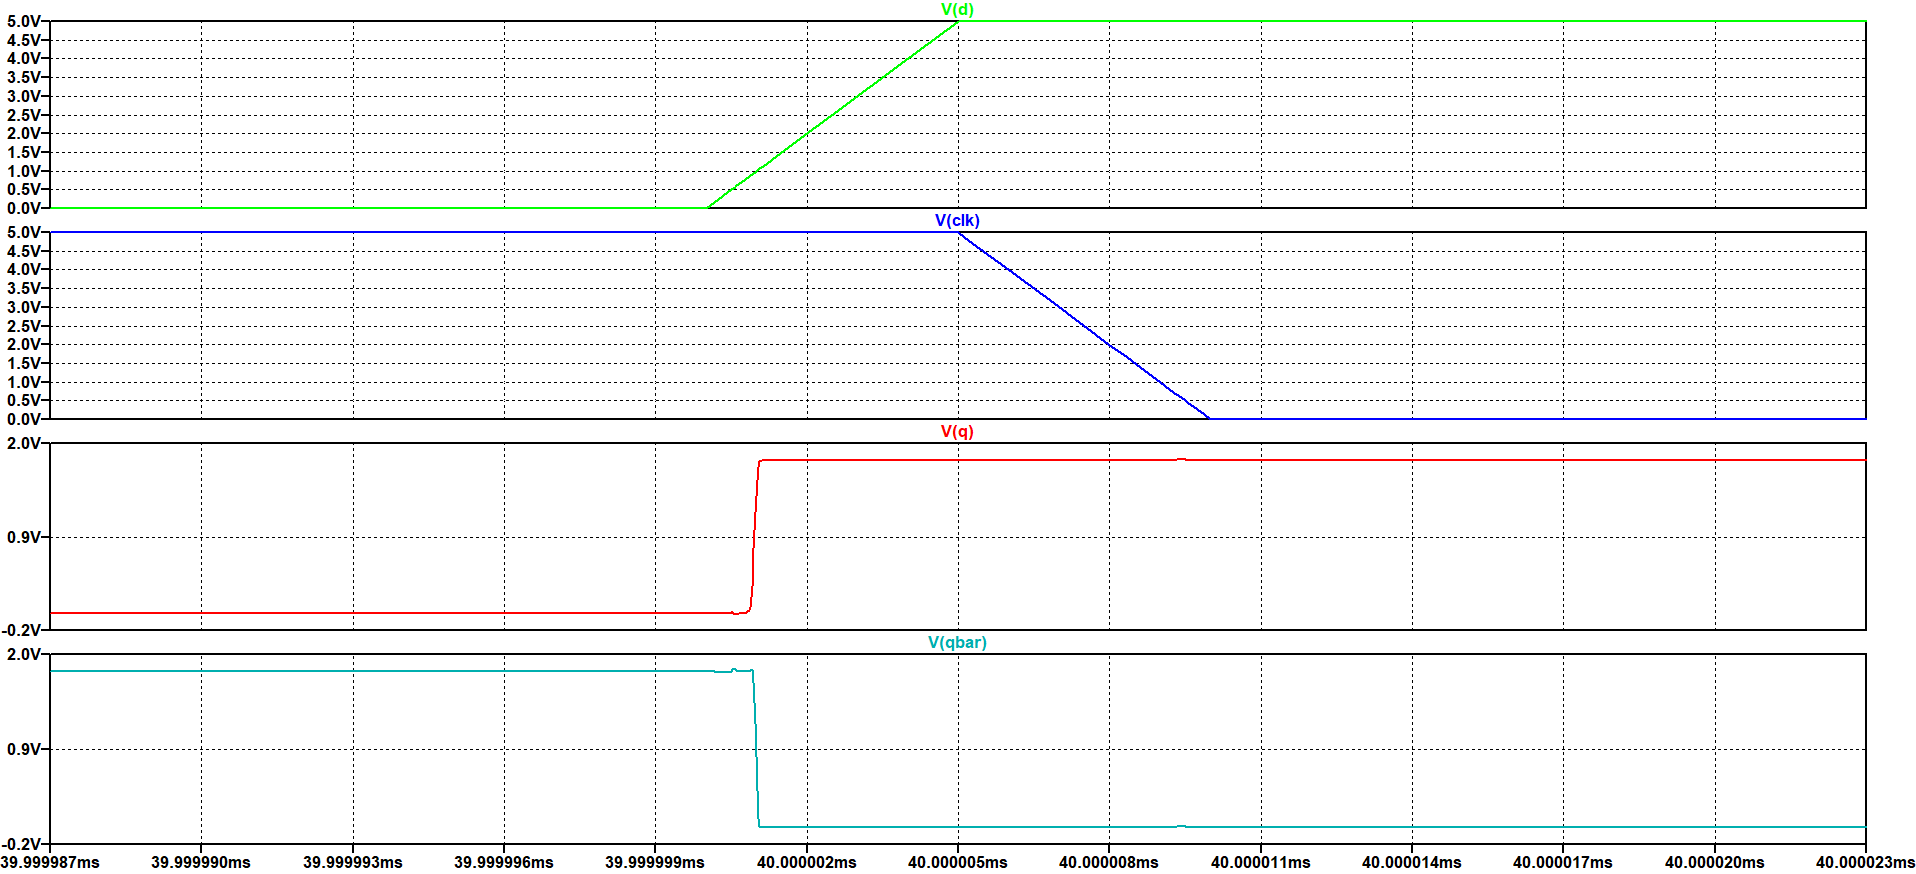 V(d)
5.0V
4.5V
4.0V
3.5V
3.0V
2.5V
2.0V
1.5V
1.0V
0.5V
0.0V
V(clk)
5.0V
4.5V
4.0V
3.5V
3.0V
2.5V
2.0V
1.5V
1.0V
0.5V
0.0V
V(q)
2.0V
0.9V
-0.2V
V(qbar)
2.0V
0.9V
-0.2V
39.999987ms 39.999990ms 39.999993ms 39.999996ms 39.999999ms 40.000002ms 40.000005ms 40.000008ms 40.000011ms 40.000014ms 40.000017ms 40.000020ms 40.000023ms